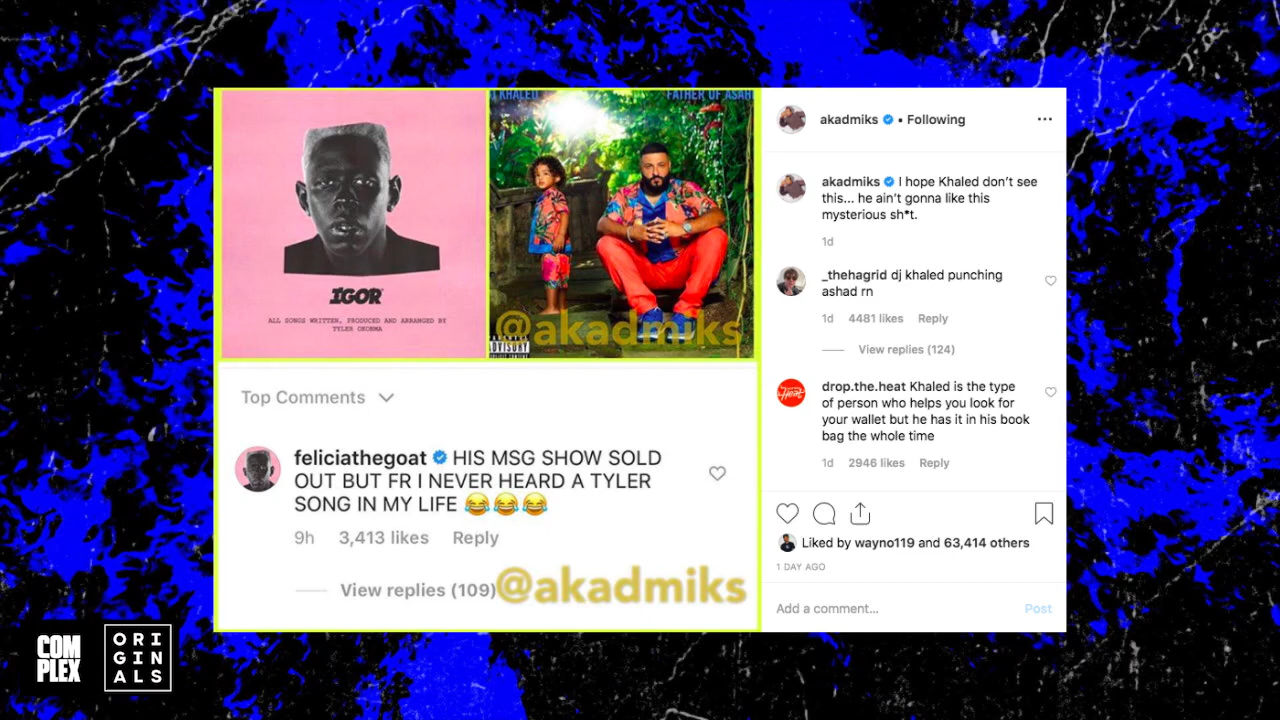 IGOR
ALL SONGS WRITTEN, PRODUCED AND ARRANGED BY
TYLER OKONMA
DJ KHALED
FATHER OF ASAHD
ADVISORY
@akadmiks
Top Comments
feliciathegoat HIS MSG SHOW SOLD
OUT BUT FR I NEVER HEARD A TYLER
SONG IN MY LIFE 😂😂😂
9h 3,413 likes Reply
View replies (109)
@akadmiks
akadmiks • Following
akadmiks I hope Khaled don't see
this... he ain't gonna like this
mysterious sh*t.
1d
_thehagrid dj khaled punching
ashad rn
1d 4481 likes Reply
View replies (124)
drop.the.heat Khaled is the type
of person who helps you look for
your wallet but he has it in his book
bag the whole time
1d 2946 likes Reply
Liked by wayno119 and 63,414 others
1 DAY AGO
Add a comment...
Post
COM
PLEX
ORI
GIN
ALS